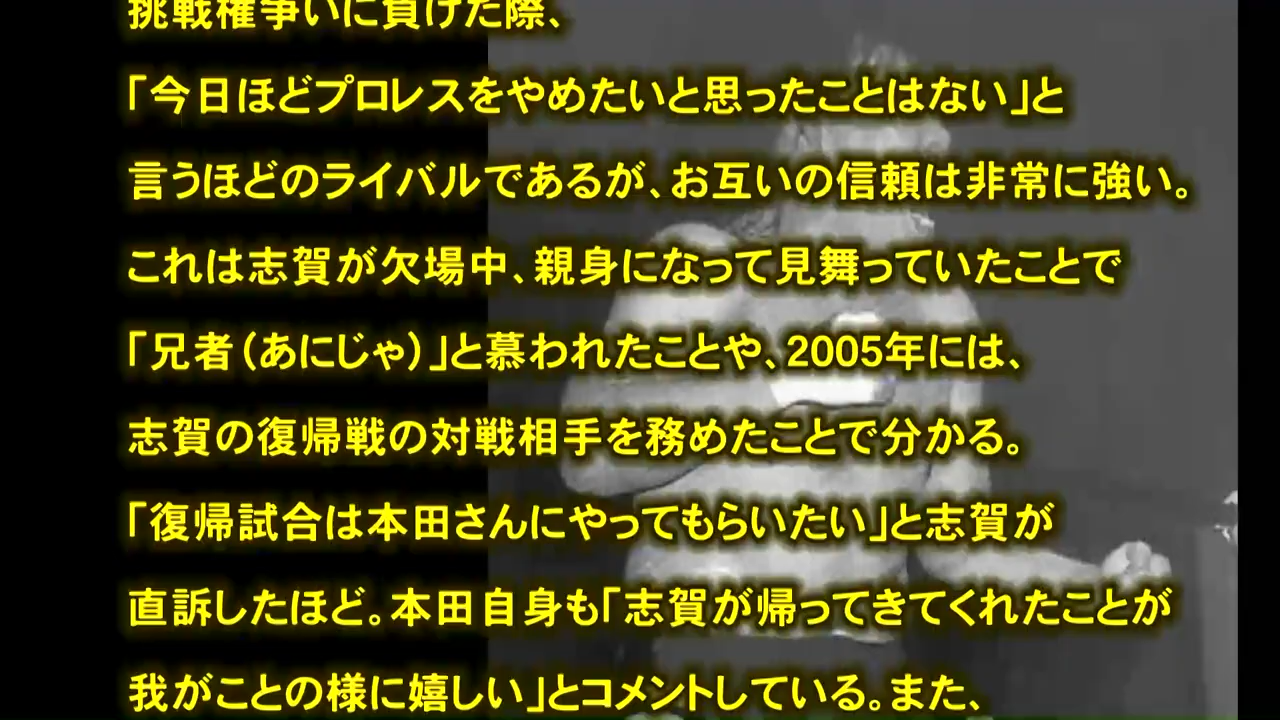 挑戦権争いに負けた際、
「今日ほどプロレスをやめたいと思ったことはない」と
言うほどのライバルであるが、お互いの信頼は非常に強い。
これは志賀が欠場中、親身になって見舞っていたことで
「兄者（あにじゃ）」と慕われたことや、2005年には、
志賀の復帰戦の対戦相手を務めたことで分かる。
「復帰試合は本田さんにやってもらいたい」と志賀が
直訴したほど。本田自身も「志賀が帰ってきてくれたことが
我がことの様に嬉しい」とコメントしている。また、